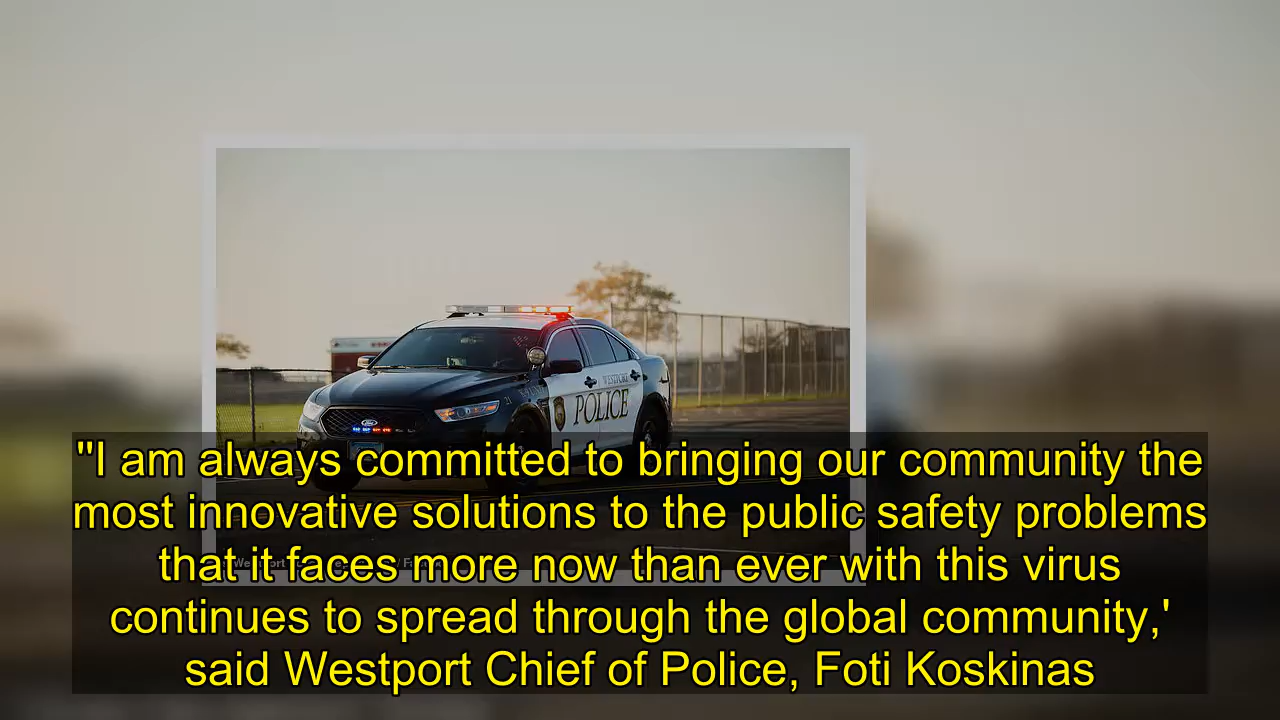 WESTPORT
POLICE
"I am always committed to bringing our community the
most innovative solutions to the public safety problems
that it faces more now than ever with this virus
continues to spread through the global community,'
said Westport Chief of Police, Foti Koskinas